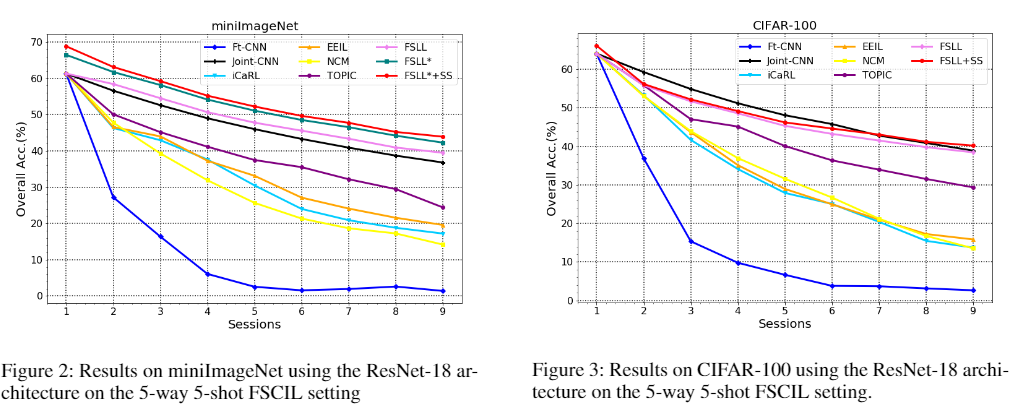 miniImageNet
Overall Acc.(%)
70
60
50
40
30
20
10
0
Ft-CNN
Joint-CNN
iCaRL
EEIL
NCM
TOPIC
FSLL
FSLL*
FSLL*+SS
1 2 3 4 5 6 7 8 9
Sessions
Figure 2: Results on miniImageNet using the ResNet-18 ar-
chitecture on the 5-way 5-shot FSCIL setting
CIFAR-100
Overall Acc.(%)
60
50
40
30
20
10
0
Ft-CNN
Joint-CNN
iCaRL
EEIL
NCM
TOPIC
FSLL
FSLL+SS
1 2 3 4 5 6 7 8 9
Sessions
Figure 3: Results on CIFAR-100 using the ResNet-18 archi-
tecture on the 5-way 5-shot FSCIL setting.